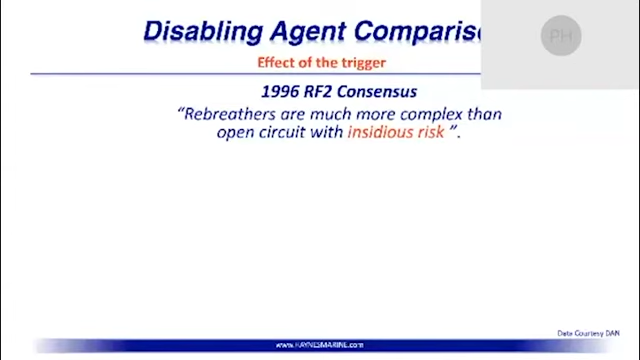 Disabling Agent Comparis
Effect of the trigger
1996 RF2 Consensus
“Rebreathers are much more complex than
open circuit with insidious risk ”.
PH
Data Courtesy DAN
www.HAYNESMARINE.com